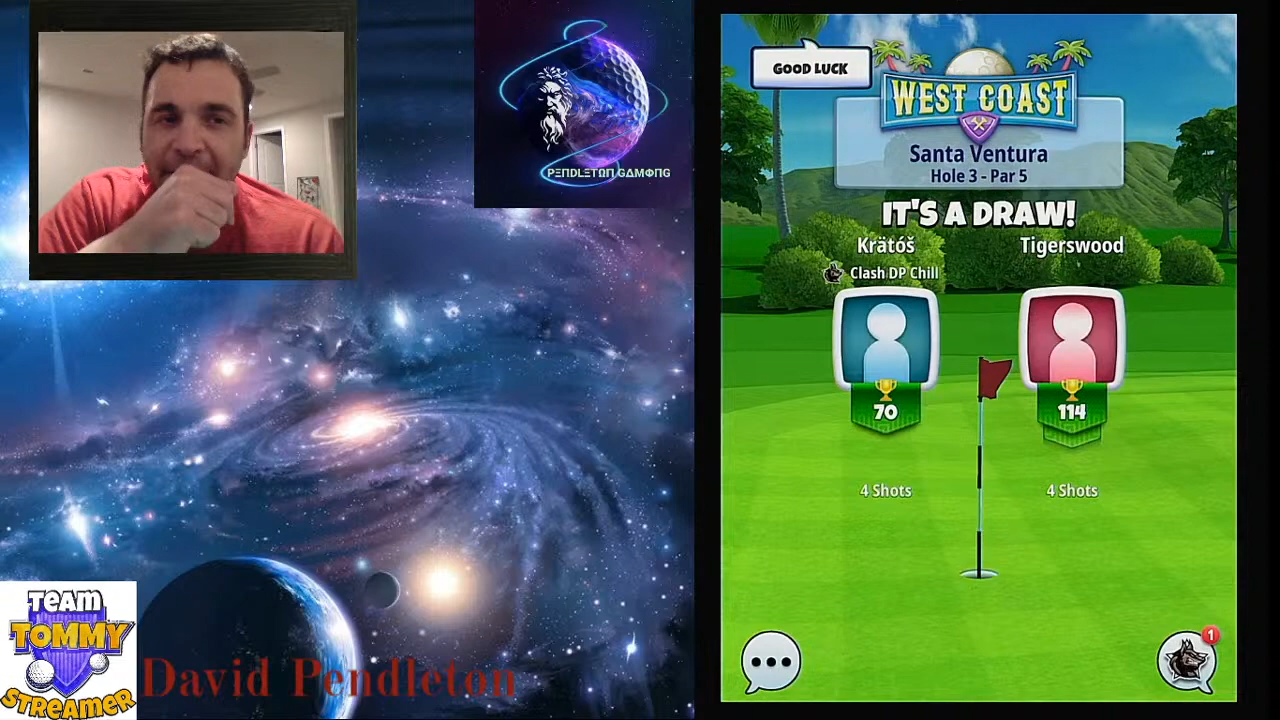 PENDLETON GAMING
TEAM
TOMMY
STREAMER
David Pendleton
GOOD LUCK
WEST COAST
Santa Ventura
Hole 3 - Par 5
IT'S A DRAW!
Krätóš
Tigerswood
Clash DP Chill
70
114
4 Shots
4 Shots
1